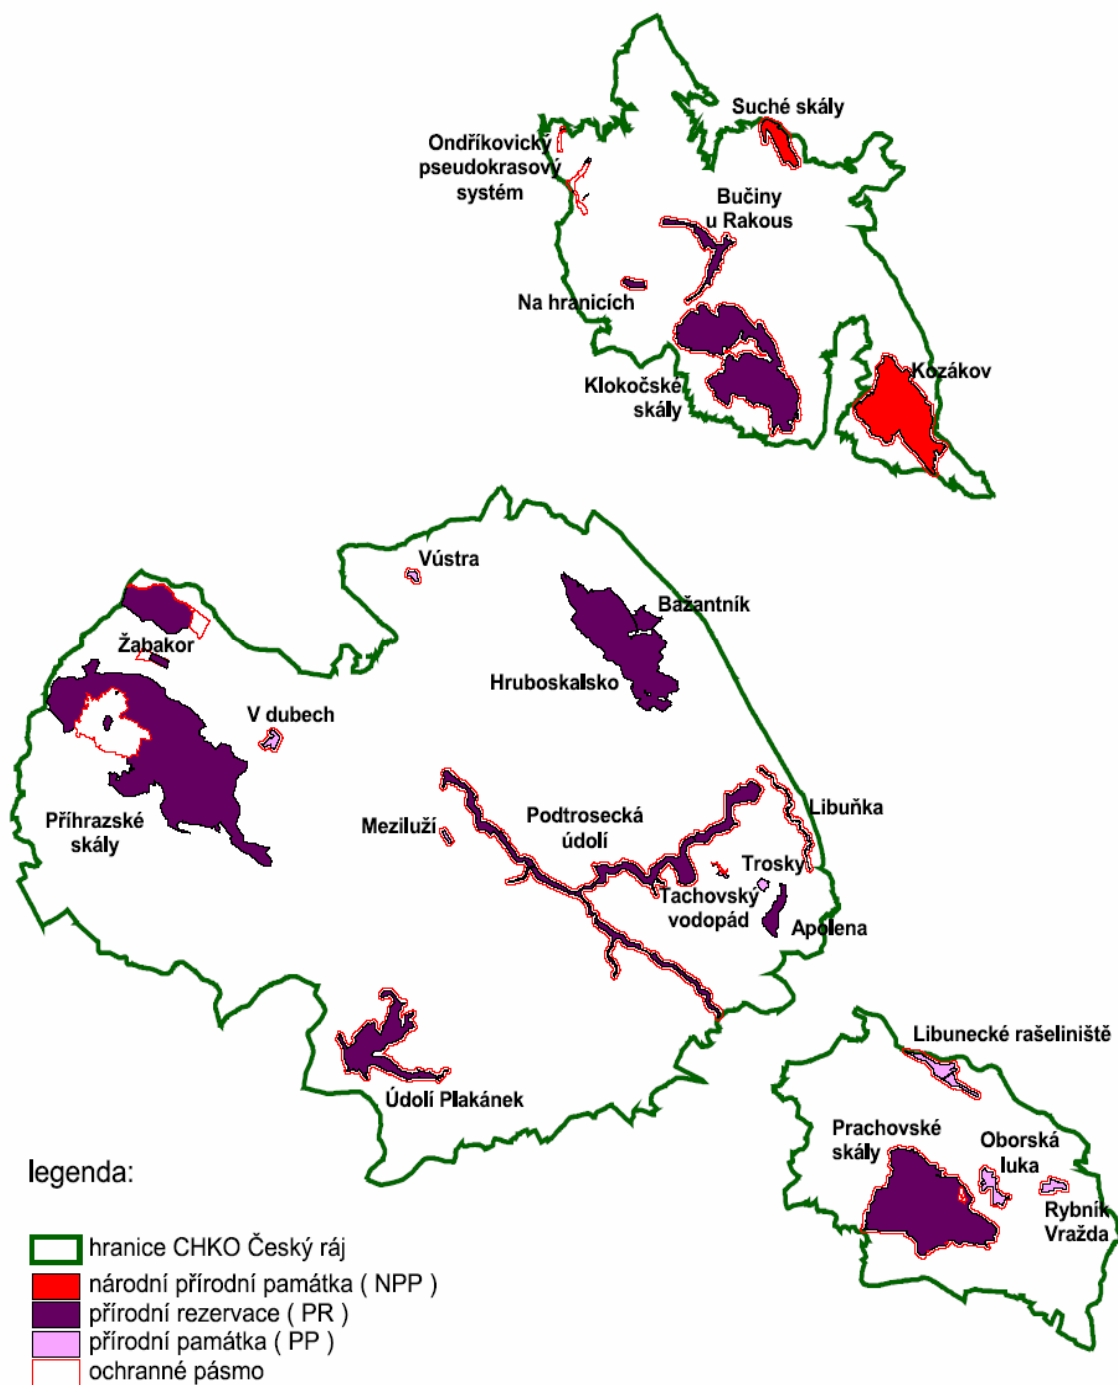 Suché skály
Ondříkovický
pseudokrasový
systém
Bučiny
u Rakous
Na hranicích
Klokočské
skály
Kozákov
Vústra
Bažantník
Žabakor
Hruboskalsko
V dubech
Příhrazské
skály
Meziluží
Podtrosecká
údolí
Libuňka
Trosky
Tachovský
vodopád
Apolena
Údolí Plakánek
Libunecké rašeliniště
Prachovské
skály
Oborská
luka
Rybník
Vražda
legenda:
hranice CHKO Český ráj
národní přírodní památka ( NPP )
přírodní rezervace ( PR )
přírodní památka ( PP )
ochranné pásmo